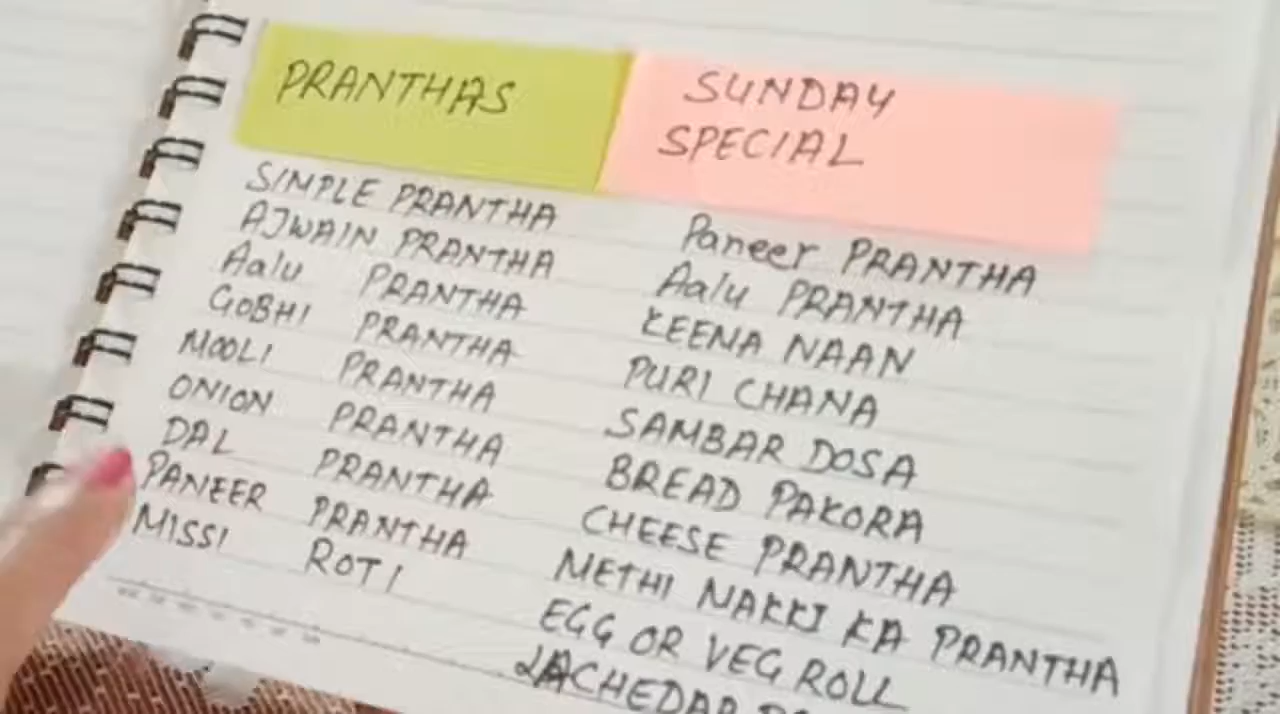 PRANTHAS
SIMPLE PRANTHA
AJWAIN PRANTHA
Aalu PRANTHA
GOBHI PRANTHA
MOOLI PRANTHA
ONION PRANTHA
DAL PRANTHA
PANEER PRANTHA
MISSI ROTI
SUNDAY
SPECIAL
Paneer PRANTHA
Aalu PRANTHA
KEEMA NAAN
PURI CHANA
SAMBAR DOSA
BREAD PAKORA
CHEESE PRANTHA
METHI MAKKI KA PRANTHA
EGG OR VEG ROLL
LACHEDAR